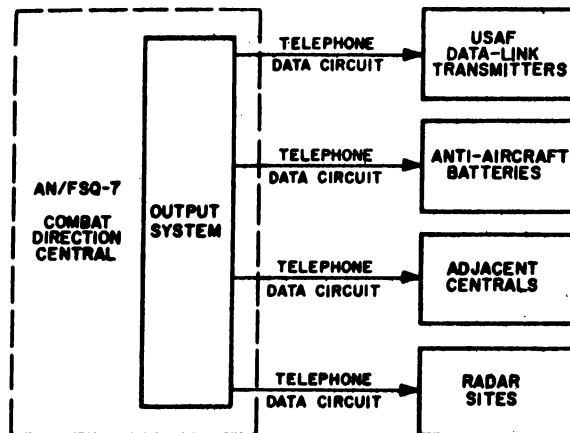 AN/FSQ-7
COMBAT
DIRECTION
CENTRAL
OUTPUT
SYSTEM
TELEPHONE
DATA CIRCUIT
USAF
DATA-LINK
TRANSMITTERS
TELEPHONE
DATA CIRCUIT
ANTI-AIRCRAFT
BATTERIES
TELEPHONE
DATA CIRCUIT
ADJACENT
CENTRALS
TELEPHONE
DATA CIRCUIT
RADAR
SITES